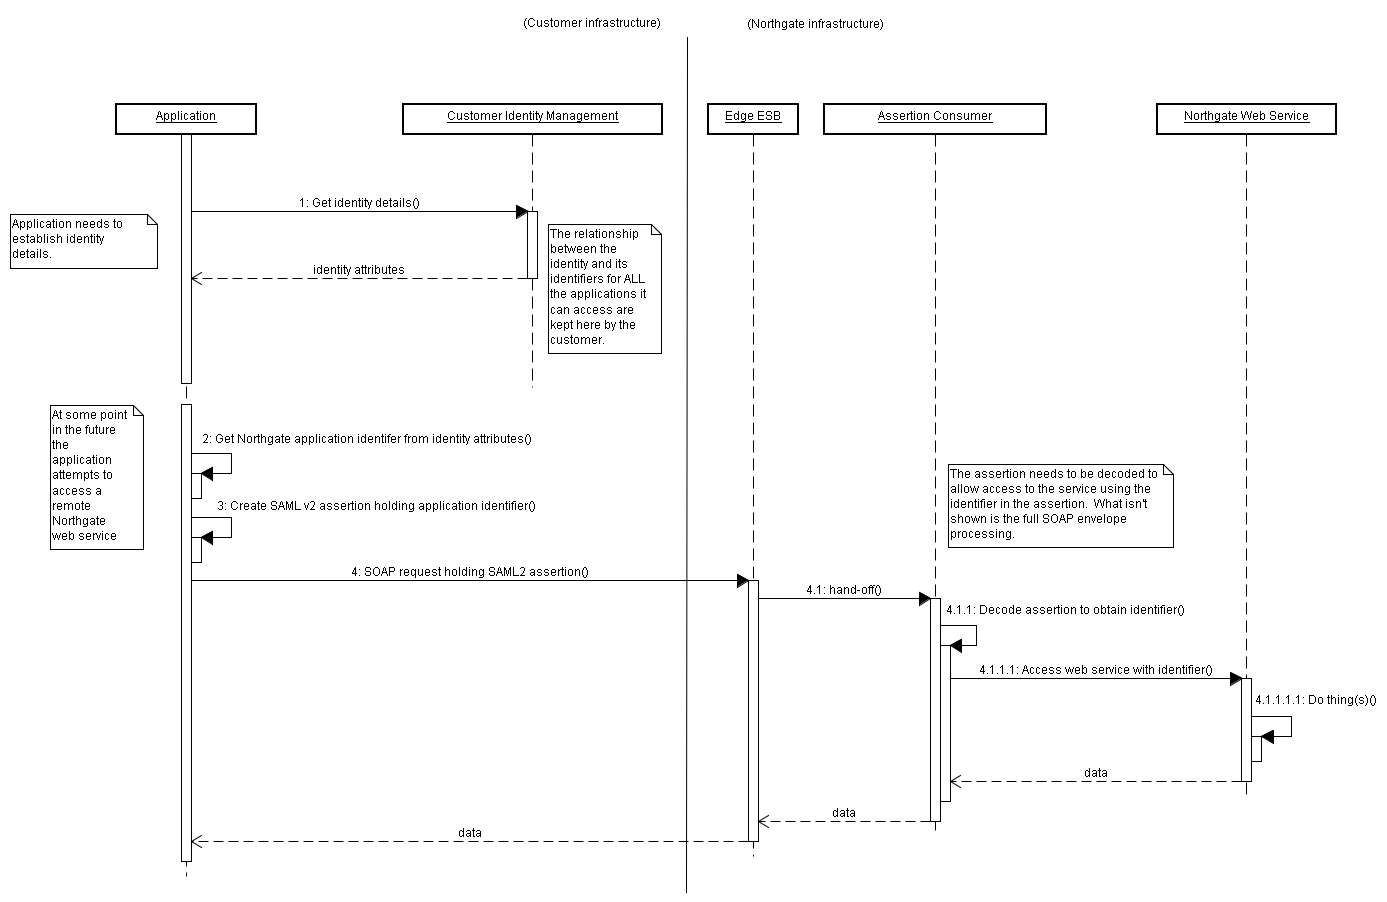 (Customer infrastructure)
(Northgate infrastructure)
Application
Customer Identity Management
Edge ESB
Assertion Consumer
Northgate Web Service
1: Get identity details()
Application needs to
establish identity
details.
The relationship
between the
identity and its
identifiers for ALL
the applications it
can access are
kept here by the
customer.
identity attributes
At some point
in the future
the
application
attempts to
access a
remote
Northgate
web service
2: Get Northgate application identifer from identity attributes()
The assertion needs to be decoded to
allow access to the service using the
identifier in the assertion.  What isn't
shown is the full SOAP envelope
processing.
3: Create SAML v2 assertion holding application identifier()
4: SOAP request holding SAML2 assertion()
4.1: hand-off()
4.1.1: Decode assertion to obtain identifier()
4.1.1.1: Access web service with identifier()
4.1.1.1.1: Do thing(s)()
data
data
data